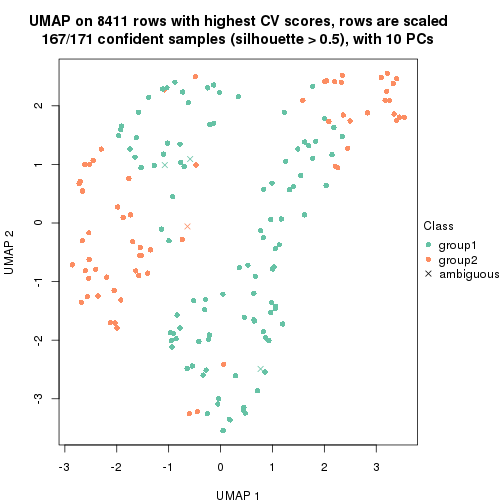 UMAP on 8411 rows with highest CV scores, rows are scaled
167/171 confident samples (silhouette > 0.5), with 10 PCs
2
1
0
-1
-2
-3
UMAP 2
-3 -2 -1 0 1 2 3
UMAP 1
Class
group1
group2
ambiguous